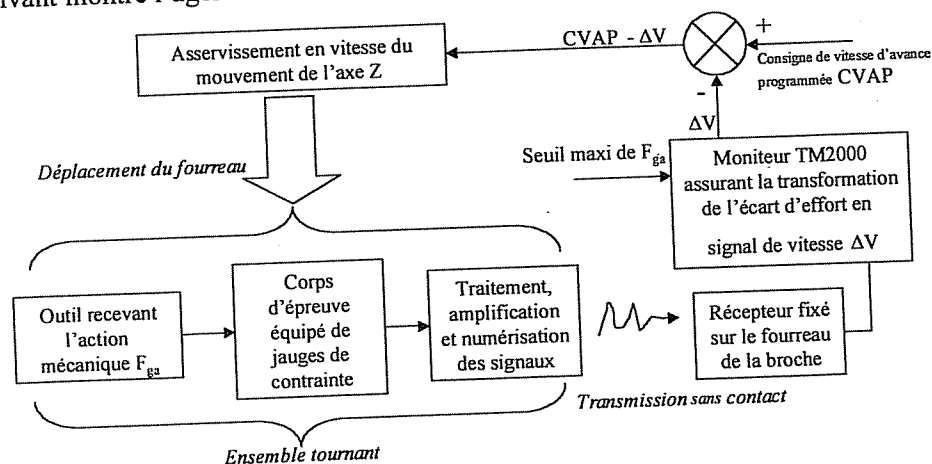 Asservissement en vitesse du
mouvement de l'axe Z
CVAP - ΔV
+
Consigne de vitesse d'avance
programmée CVAP
-
ΔV
Déplacement du fourreau
Seuil maxi de Fga
Moniteur TM2000
assurant la transformation
de l'écart d'effort en
signal de vitesse ΔV
Outil recevant
l'action
mécanique Fga
Corps
d'épreuve
équipé de
jauges de
contrainte
Traitement,
amplification
et numérisation
des signaux
Récepteur fixé
sur le fourreau
de la broche
Transmission sans contact
Ensemble tournant